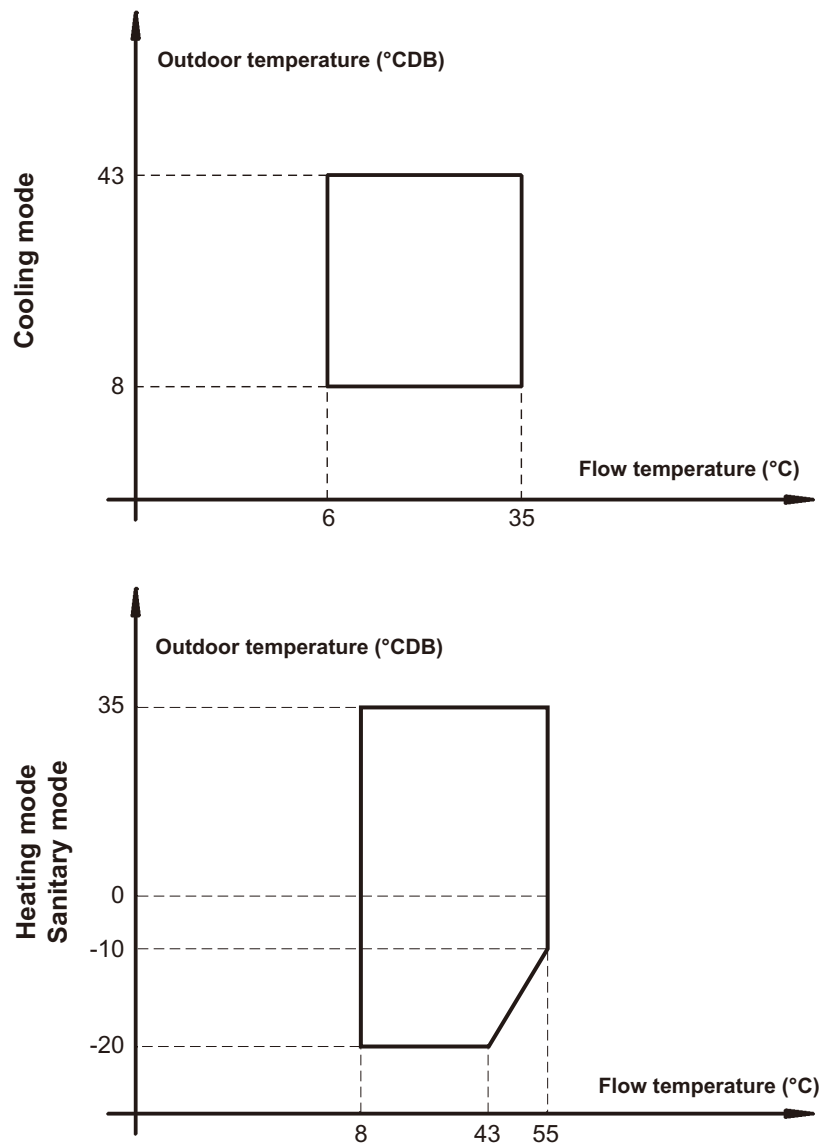 Outdoor temperature (°CDB)
Cooling mode
43
8
Flow temperature (°C)
6
35
Outdoor temperature (°CDB)
Heating mode
Sanitary mode
35
0
-10
-20
Flow temperature (°C)
8
43
55